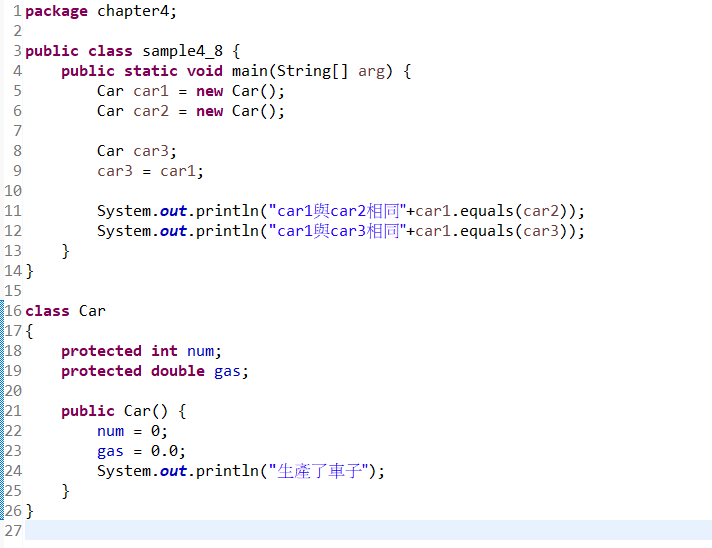 1 package chapter4;
2
3 public class sample4_8 {
4     public static void main(String[] arg) {
5         Car car1 = new Car();
6         Car car2 = new Car();
7
8         Car car3;
9         car3 = car1;
10
11         System.out.println("car1與car2相同"+car1.equals(car2));
12         System.out.println("car1與car3相同"+car1.equals(car3));
13     }
14 }
15
16 class Car
17 {
18     protected int num;
19     protected double gas;
20
21     public Car() {
22         num = 0;
23         gas = 0.0;
24         System.out.println("生產了車子");
25     }
26 }
27